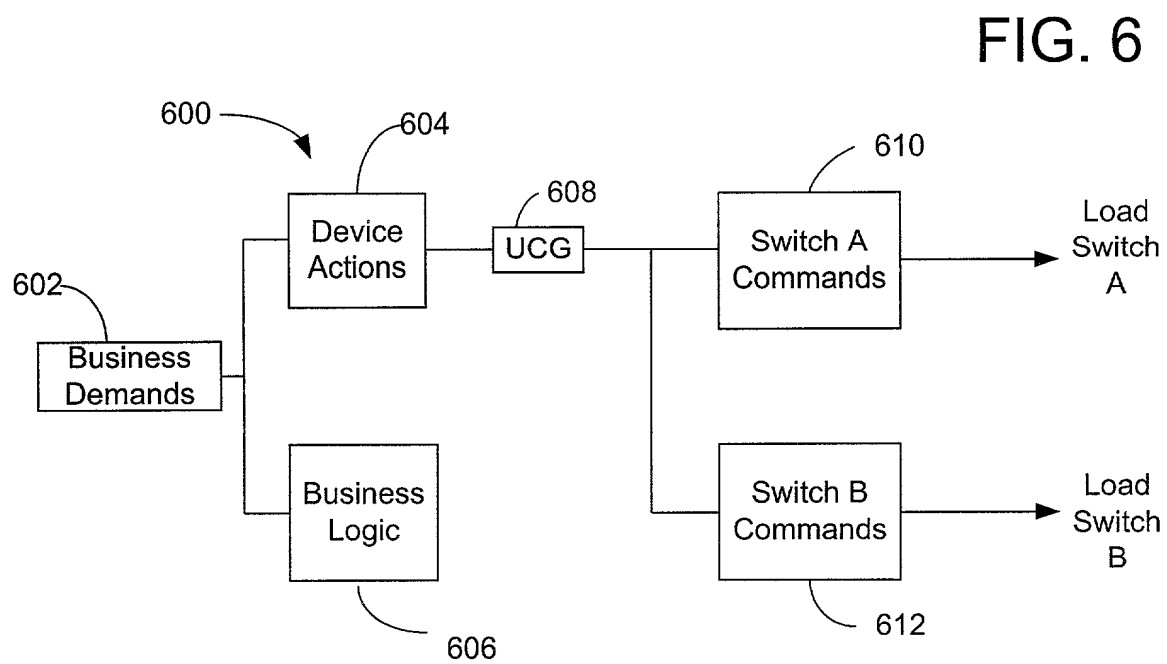 FIG. 6
600
604
608
610
Device
Actions
UCG
Switch A
Commands
Load
Switch
A
602
Business
Demands
Business
Logic
Switch B
Commands
Load
Switch
B
606
612